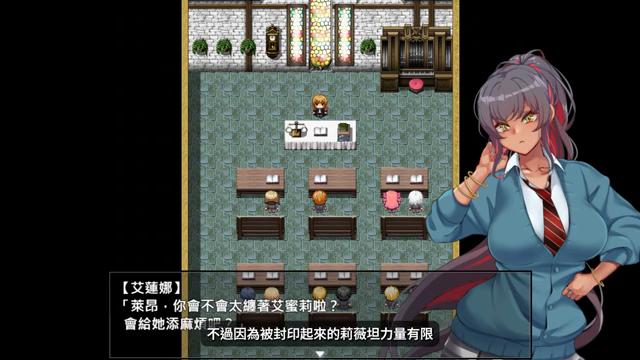 【艾蓮娜】
「萊昂，你會不會太纏著艾蜜莉啦？
會給她添麻煩吧？」
不過因為被封印起來的莉薇坦力量有限